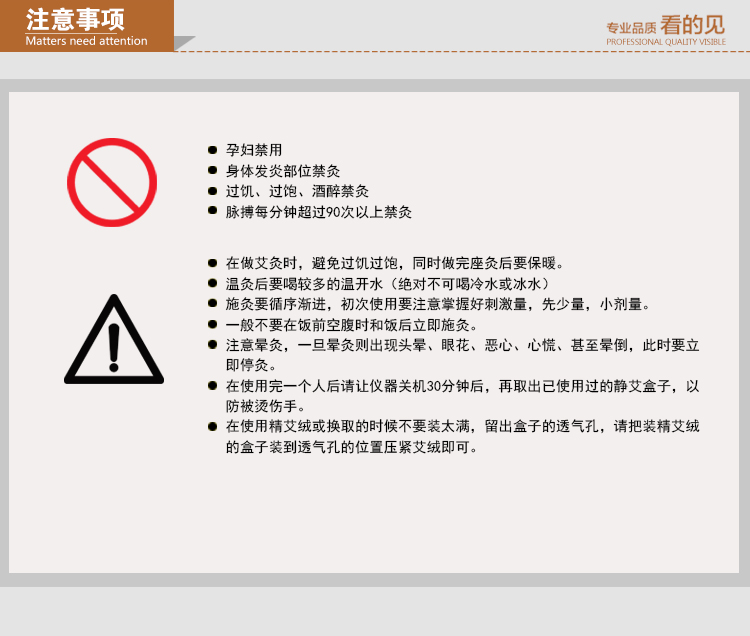 注意事项
Matters need attention
专业品质 看的见
PROFESSIONAL QUALITY VISIBLE
孕妇禁用
身体发炎部位禁灸
过饥、过饱、酒醉禁灸
脉搏每分钟超过90次以上禁灸
在做艾灸时，避免过饥过饱，同时做完座灸后要保暖。
温灸后要喝较多的温开水（绝对不可喝冷水或冰水）
施灸要循序渐进，初次使用要注意掌握好刺激量，先少量，小剂量。
一般不要在饭前空腹时和饭后立即施灸。
注意晕灸，一旦晕灸则出现头晕、眼花、恶心、心慌、甚至晕倒，此时要立
即停灸。
在使用完一个人后请让仪器关机30分钟后，再取出已使用过的静艾盒子，以
防被烫伤手。
在使用精艾绒或换取的时候不要装太满，留出盒子的透气孔，请把装精艾绒
的盒子装到透气孔的位置压紧艾绒即可。